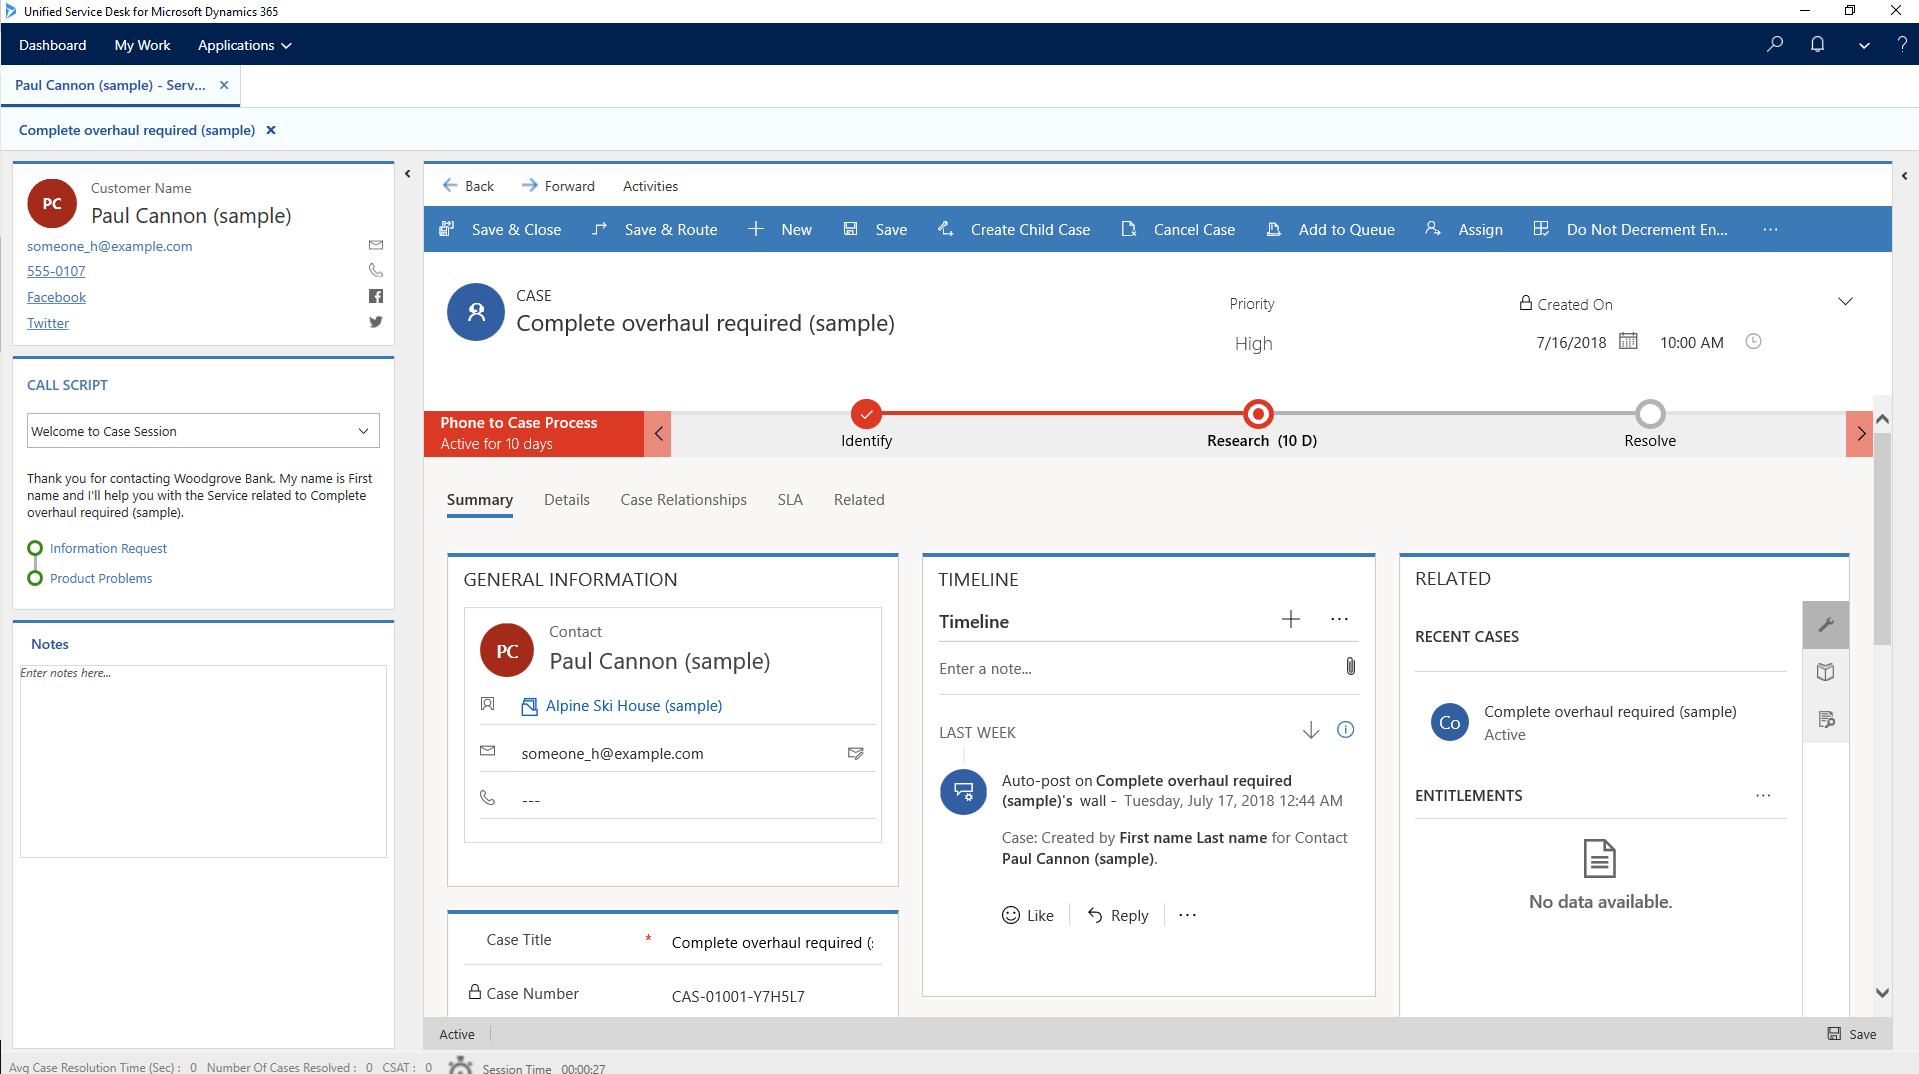 Unified Service Desk for Microsoft Dynamics 365
Dashboard My Work Applications
?
Paul Cannon (sample) - Serv...
Complete overhaul required (sample)
PC
Customer Name
Paul Cannon (sample)
someone_h@example.com
555-0107
Facebook
Twitter
CALL SCRIPT
Welcome to Case Session
Thank you for contacting Woodgrove Bank. My name is First
name and I'll help you with the Service related to Complete
overhaul required (sample).
Information Request
Product Problems
Notes
Enter notes here...
Back Forward Activities
Save & Close Save & Route New Save Create Child Case Cancel Case Add to Queue Assign Do Not Decrement En... ...
CASE
Complete overhaul required (sample)
Priority
High
Created On
7/16/2018 10:00 AM
Phone to Case Process
Active for 10 days
Identify
Research (10 D)
Resolve
Summary Details Case Relationships SLA Related
GENERAL INFORMATION
PC
Contact
Paul Cannon (sample)
Alpine Ski House (sample)
someone_h@example.com
---
Case Title * Complete overhaul required (
Case Number CAS-01001-Y7H5L7
TIMELINE
Timeline ...
Enter a note...
LAST WEEK
Auto-post on Complete overhaul required
(sample)'s wall - Tuesday, July 17, 2018 12:44 AM
Case: Created by First name Last name for Contact
Paul Cannon (sample).
Like Reply ...
RELATED
RECENT CASES
Co
Complete overhaul required (sample)
Active
ENTITLEMENTS ...
No data available.
Active
Save
Avg Case Resolution Time (Sec) : 0 Number Of Cases Resolved : 0 CSAT : 0 Session Time 00:00:27